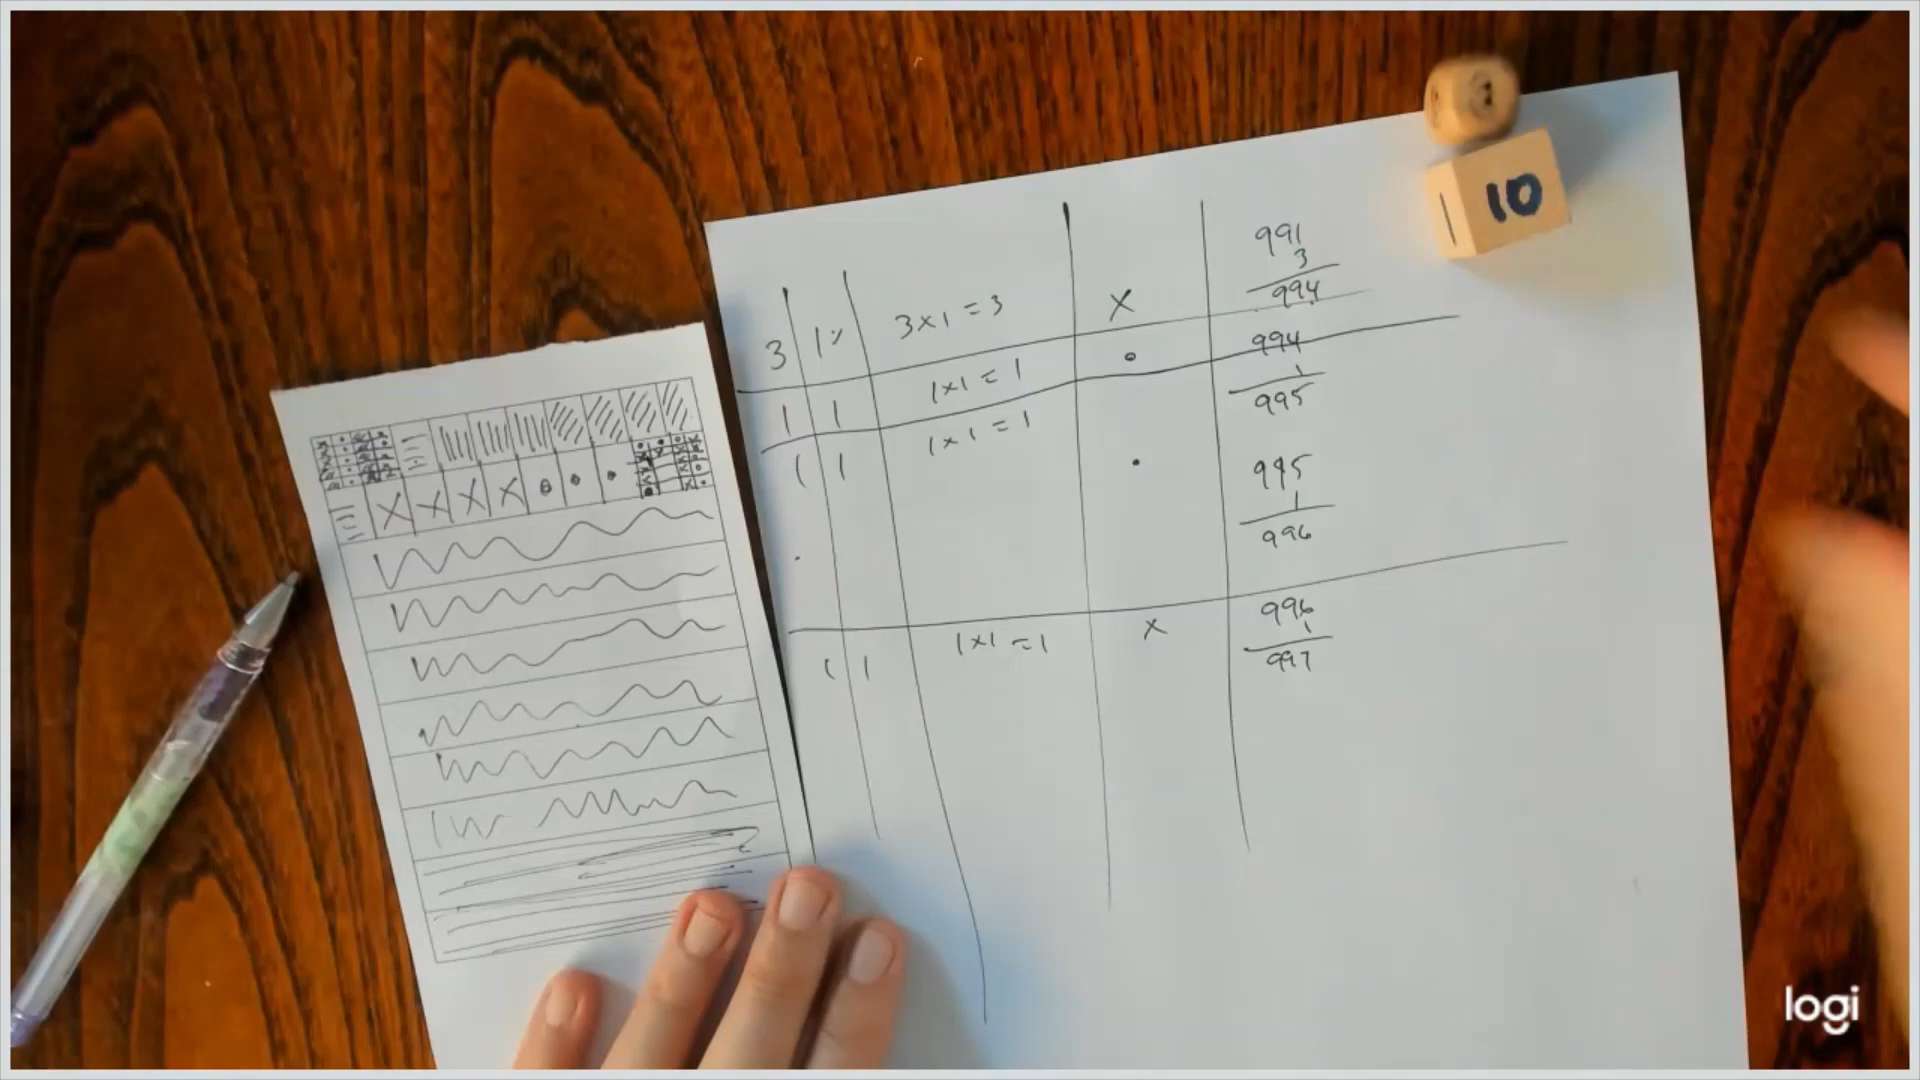 10
3 1 3x1=3 X 991
3
994
1 1 1x1=1 994
1
995
1 1 1x1=1 995
1
996
1 1 1x1=1 x 996
1
997
X X X X
logi